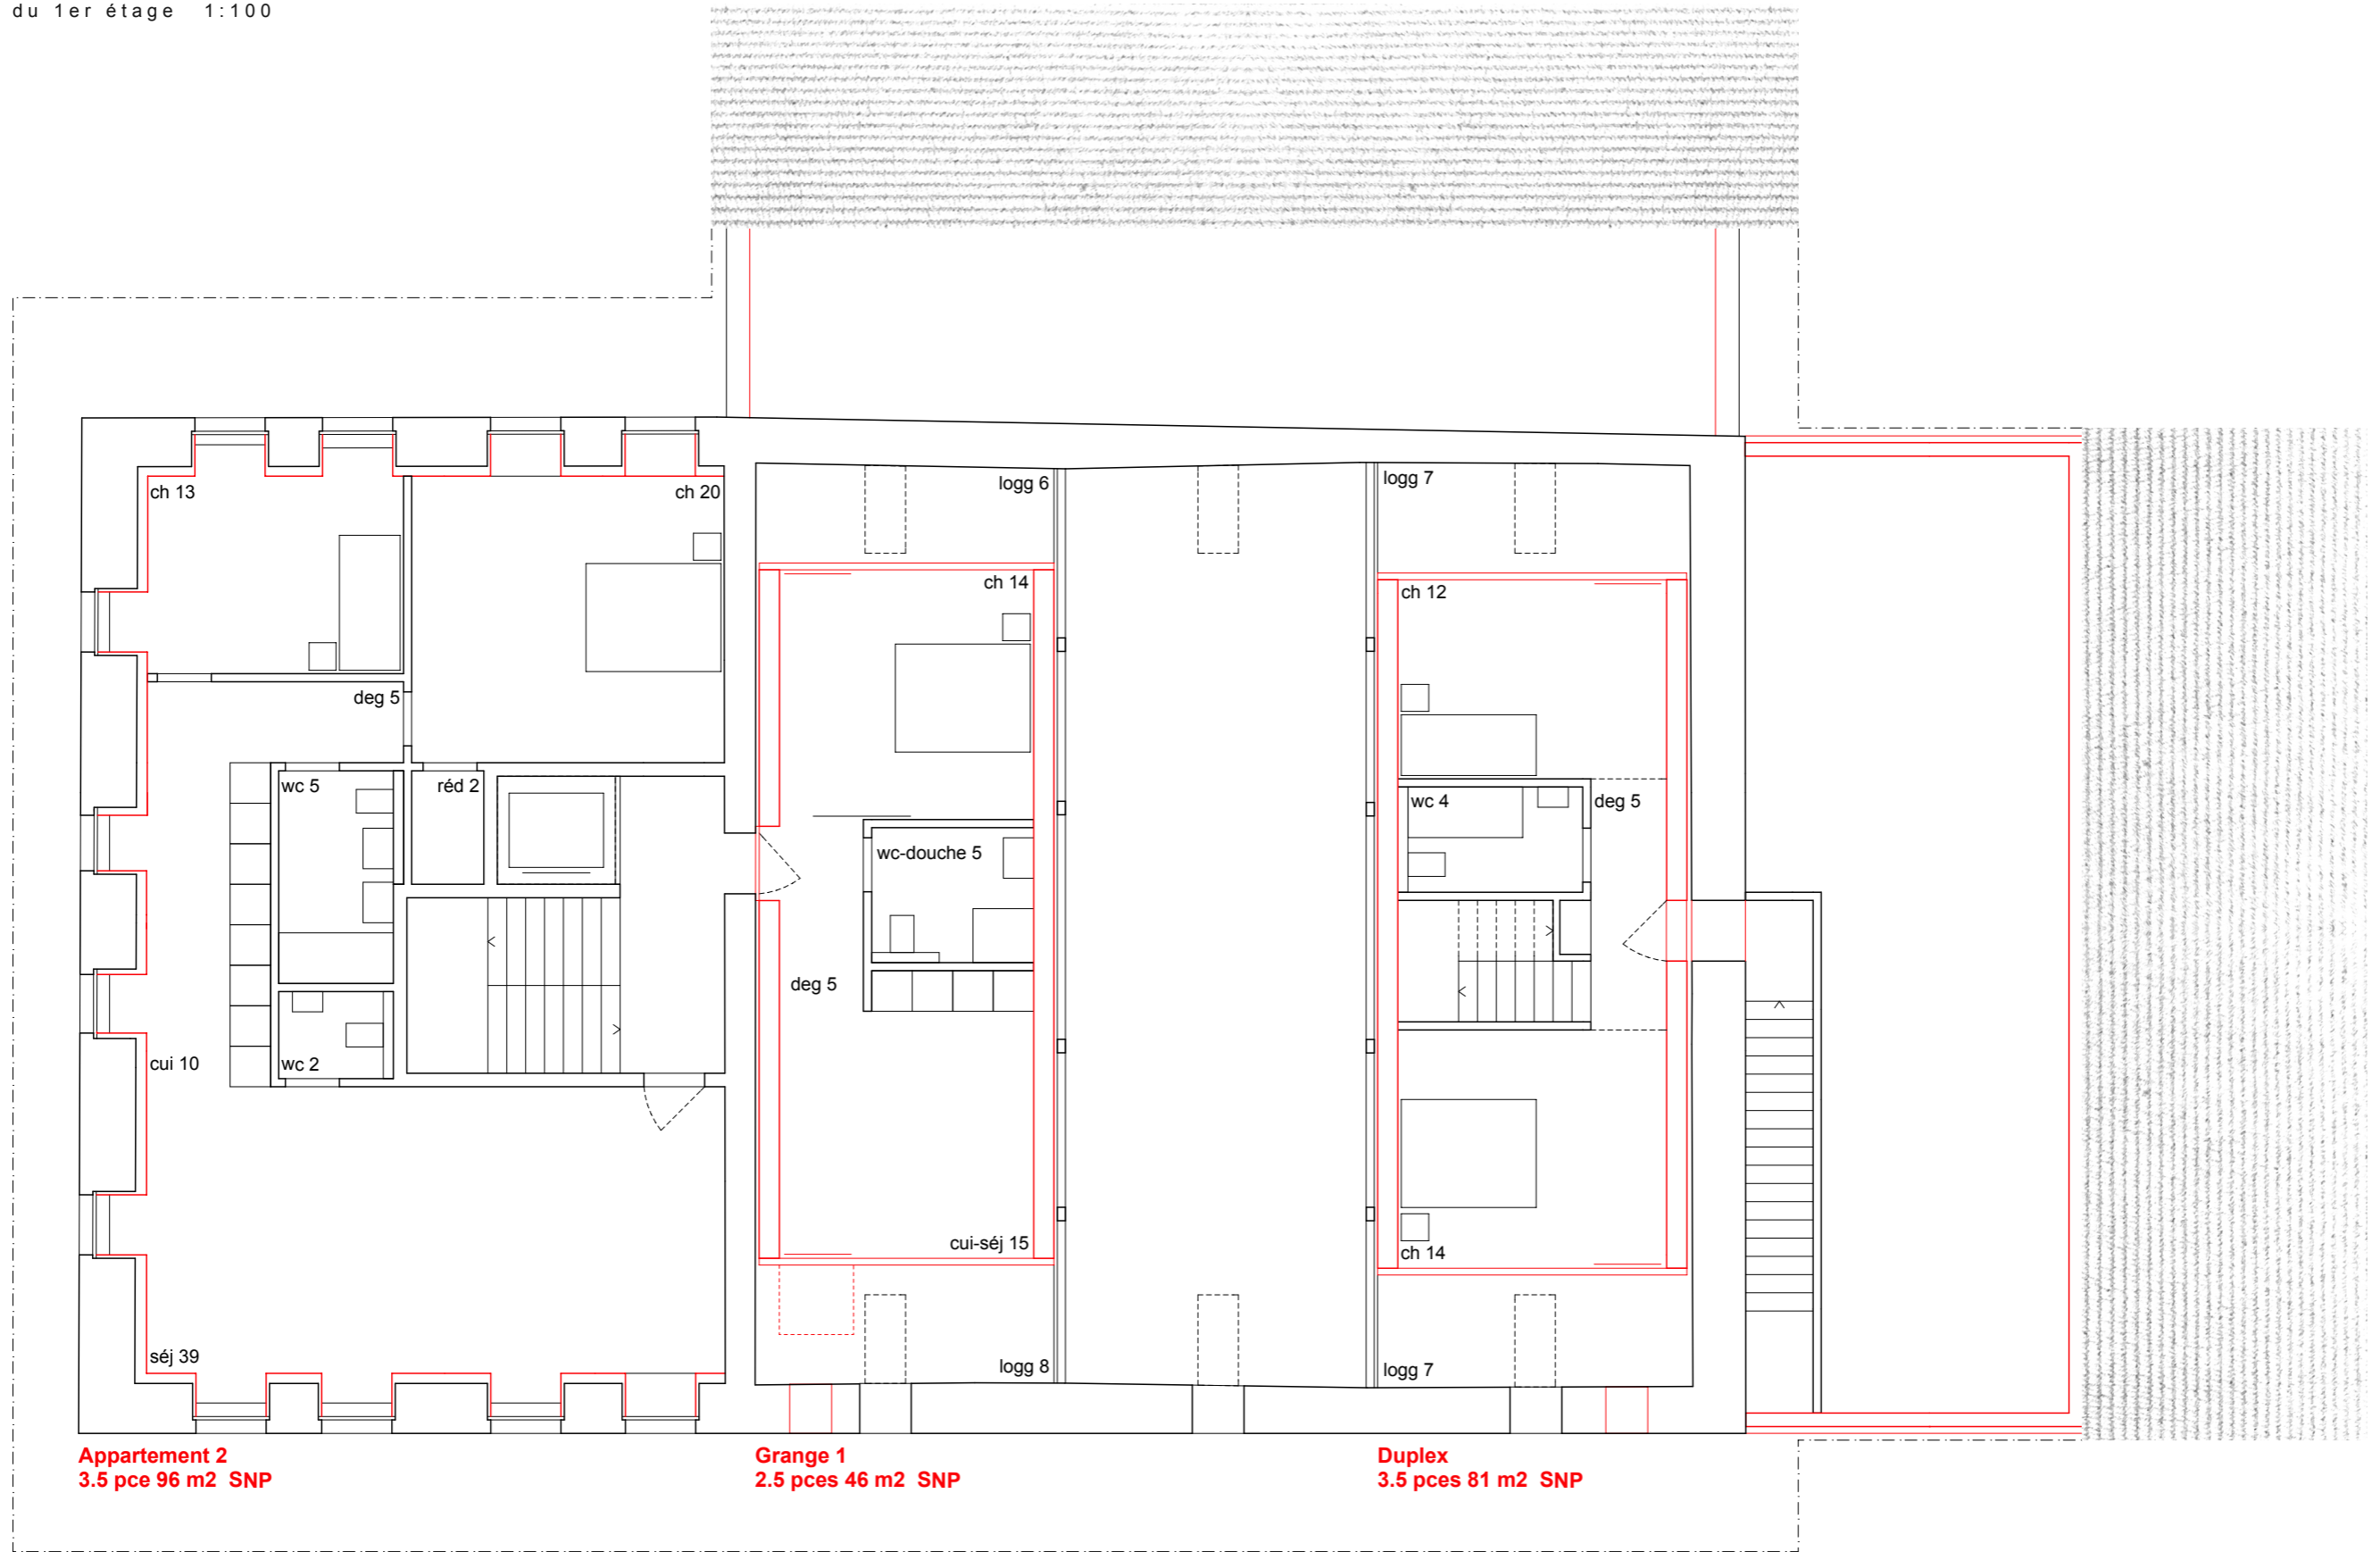 du 1er étage 1:100
logg 6
logg 7
ch 13
ch 20
ch 14
ch 12
deg 5
wc 5
réd 2
wc 4
deg 5
wc-douche 5
deg 5
cui 10
wc 2
cui-séj 15
ch 14
séj 39
logg 8
logg 7
Appartement 2
3.5 pce 96 m2 SNP
Grange 1
2.5 pces 46 m2 SNP
Duplex
3.5 pces 81 m2 SNP